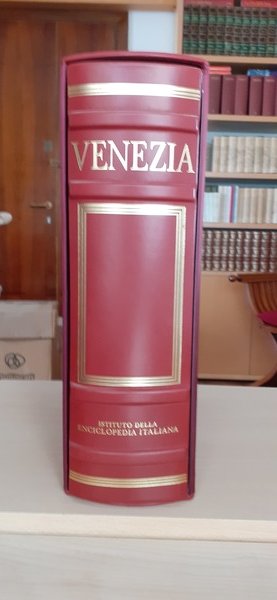 VENEZIA
ISTITUTO DELLA
ENCICLOPEDIA ITALIANA